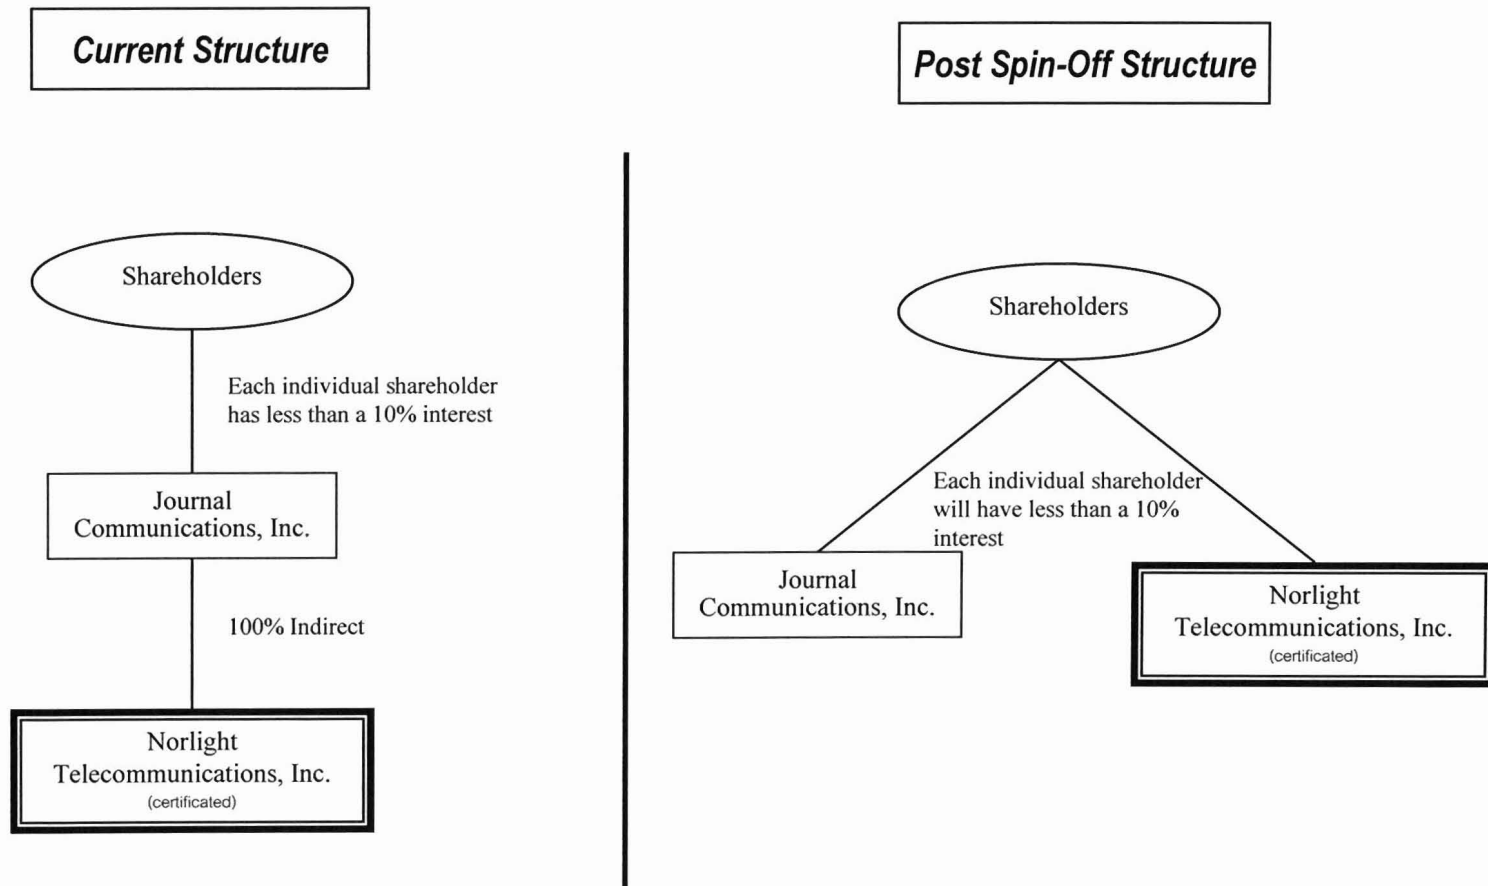 Current Structure
Shareholders
Each individual shareholder
has less than a 10% interest
Journal
Communications, Inc.
100% Indirect
Norlight
Telecommunications, Inc.
(certificated)
Post Spin-Off Structure
Shareholders
Each individual shareholder
will have less than a 10%
interest
Journal
Communications, Inc.
Norlight
Telecommunications, Inc.
(certificated)